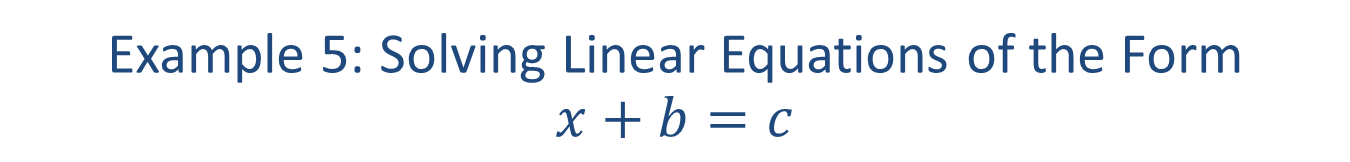 Example 5: Solving Linear Equations of the Form
x + b = c